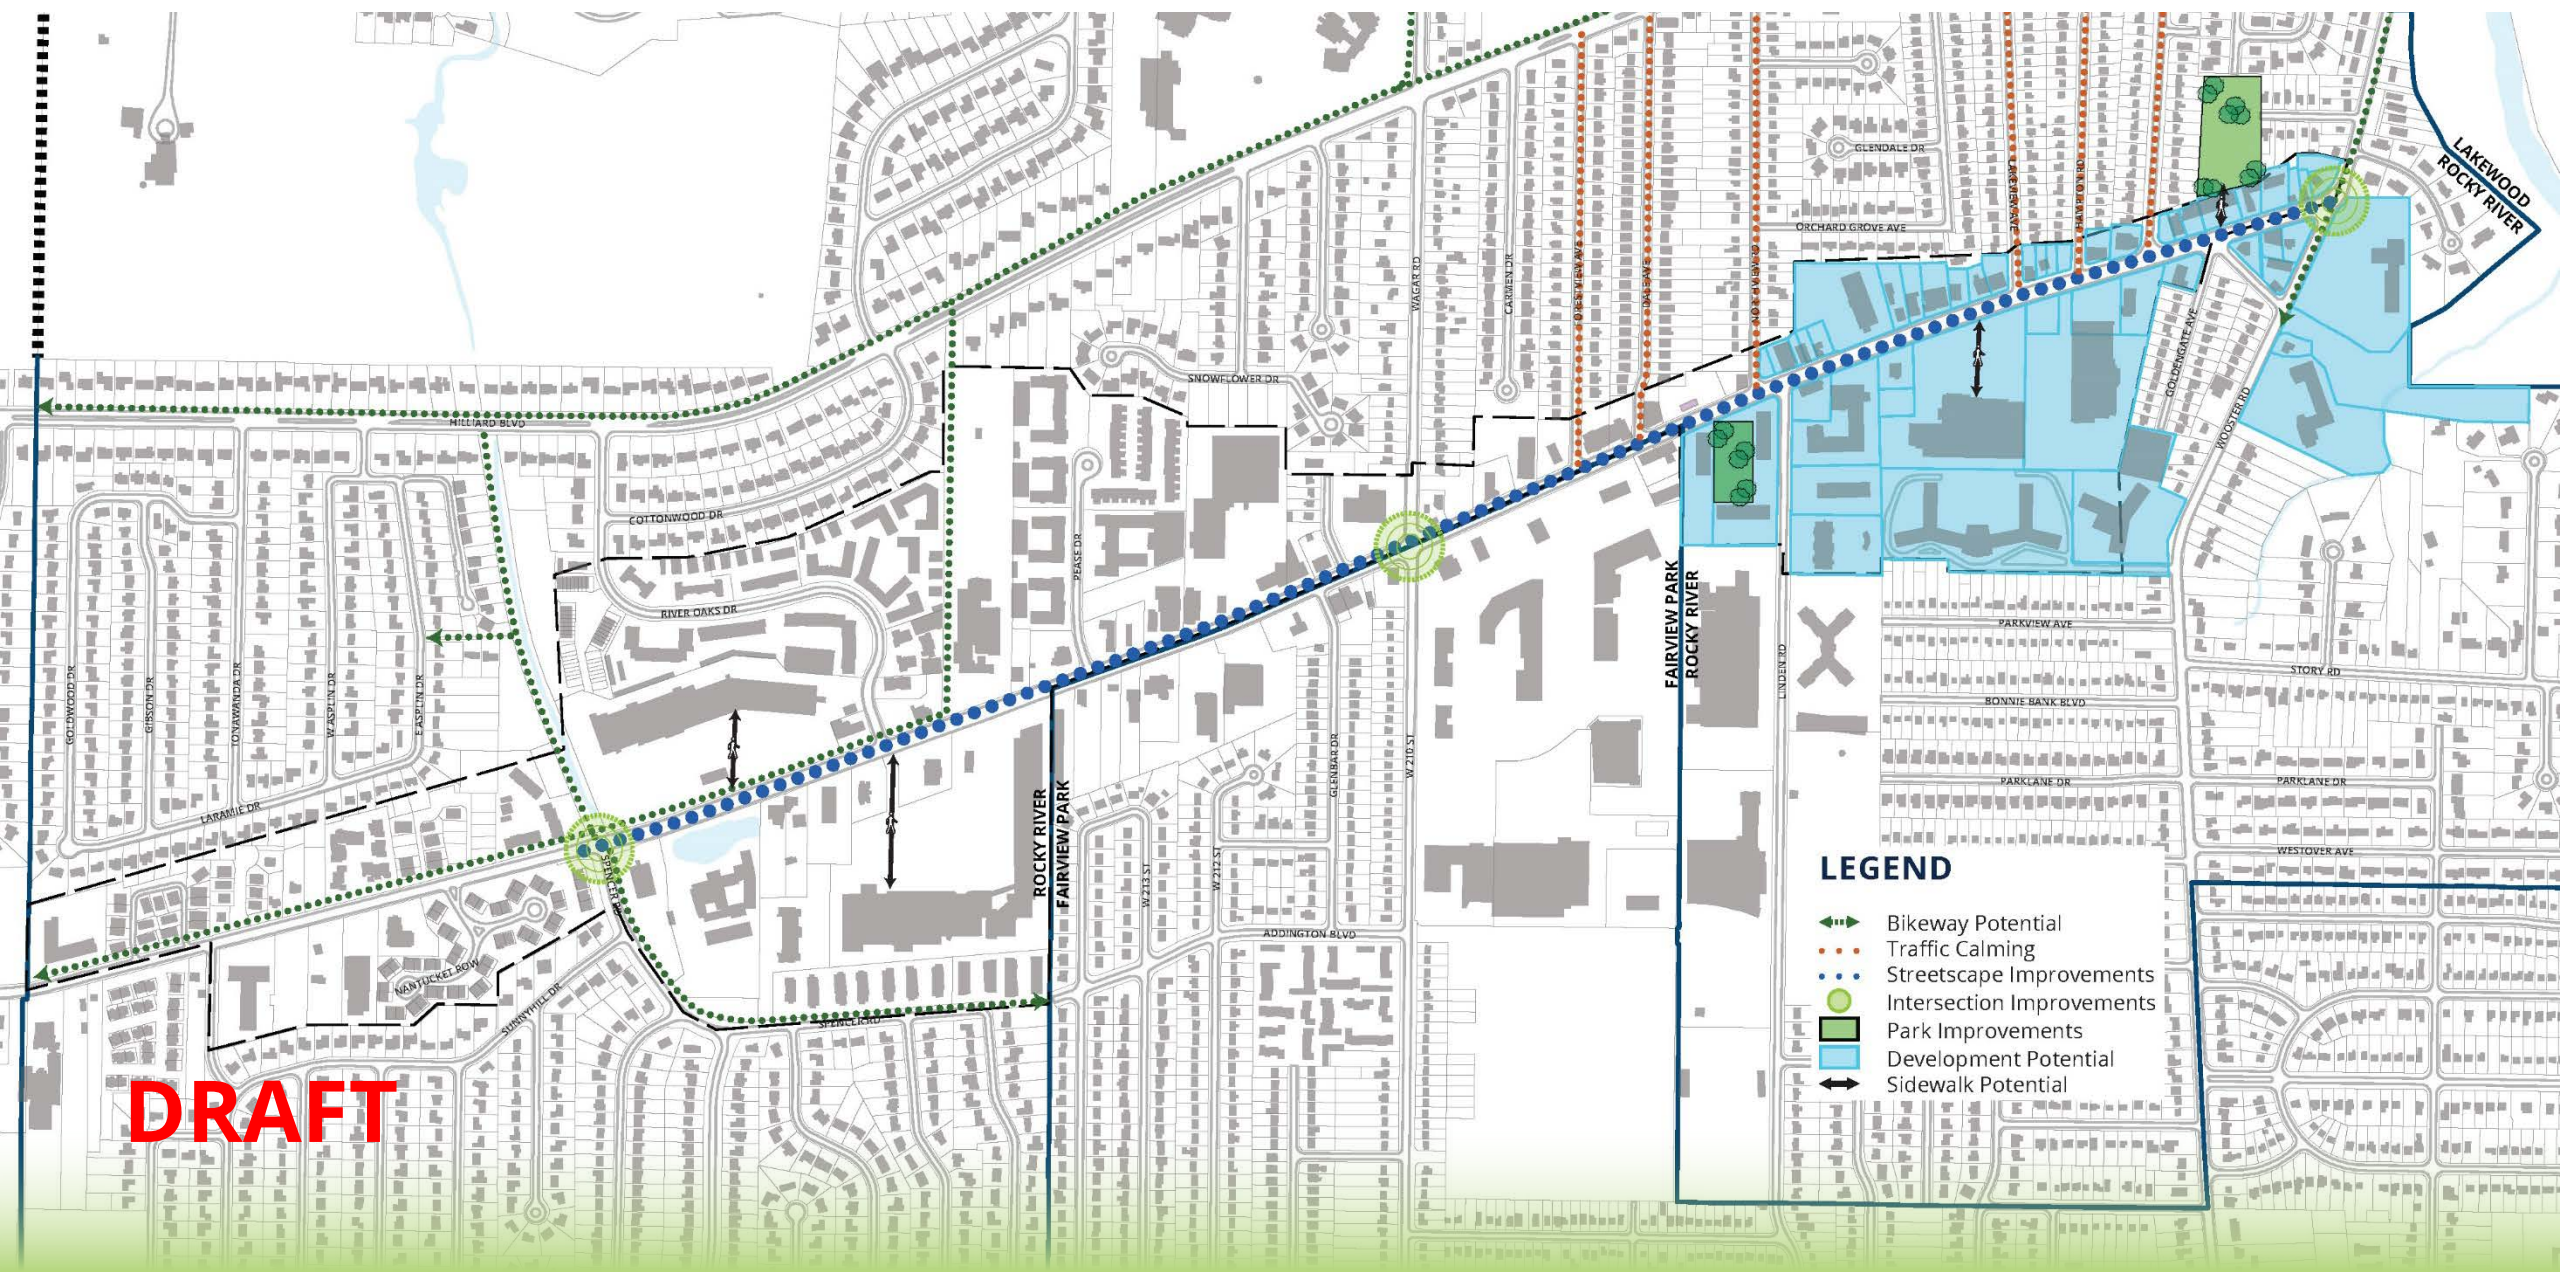 LAKEWOOD
ROCKY RIVER
GLENDALE DR
LAKEVIEW AVE
ORCHARD GROVE AVE
WAGAR RD
CARMEN DR
SNOWFLOWER DR
GOLDENGATE AVE
WOOSTER RD
HILLIARD BLVD
COTTONWOOD DR
PEASE DR
RIVER OAKS DR
FAIRVIEW PARK
ROCKY RIVER
PARKVIEW AVE
STORY RD
LINDEN RD
BONNIE BANK BLVD
GOLDWOOD DR
GIBSON DR
TONAWANDA DR
W ASPLIN DR
E ASPLIN DR
GLENBAR DR
W 210 ST
PARKLANE DR
PARKLANE DR
LARAMIE DR
ROCKY RIVER
FAIRVIEW PARK
WESTOVER AVE
SPENCER RD
W 213 ST
W 212 ST
ADDINGTON BLVD
NANTUCKET ROW
SUNNYHILL DR
SPENCER RD
LEGEND
Bikeway Potential
Traffic Calming
Streetscape Improvements
Intersection Improvements
Park Improvements
Development Potential
Sidewalk Potential
DRAFT